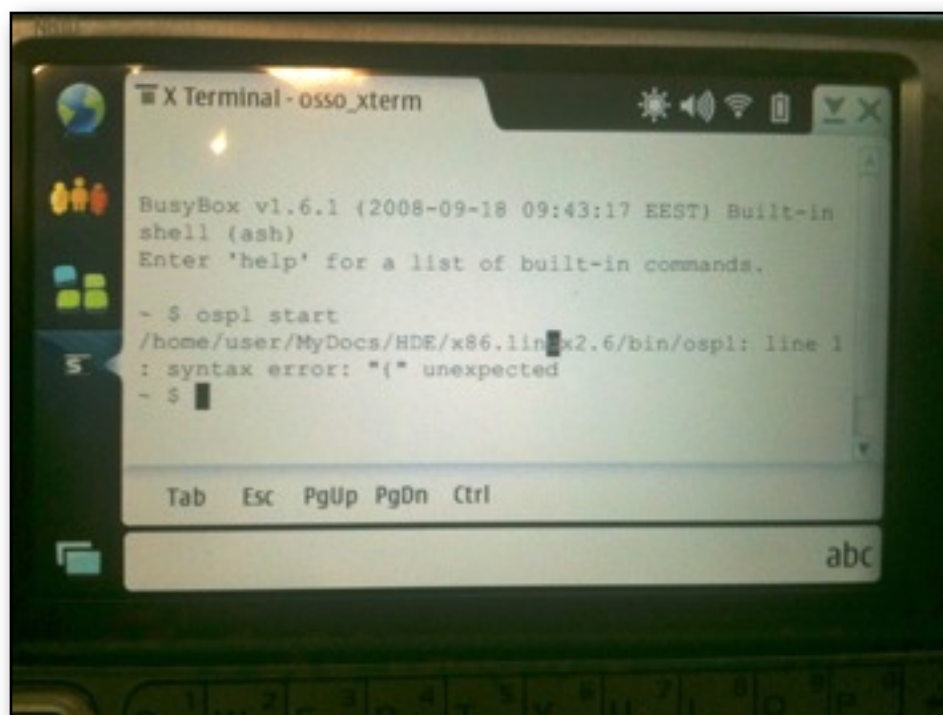 X Terminal - osso_xterm
BusyBox v1.6.1 (2008-09-18 09:43:17 EEST) Built-in
shell (ash)
Enter 'help' for a list of built-in commands.
~ $ ospl start
/home/user/MyDocs/HDE/x86.linux2.6/bin/ospl: line 1
: syntax error: "(" unexpected
~ $
Tab Esc PgUp PgDn Ctrl
abc